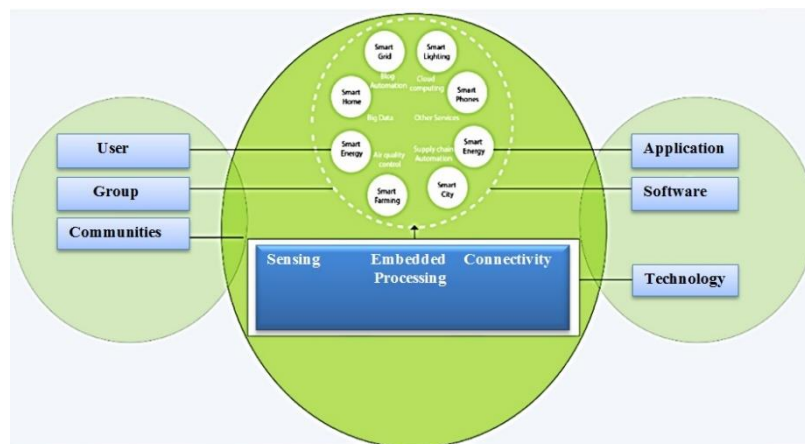 Smart
Grid
Smart
Lighting
Blog
Automation
Cloud
computing
Smart
Home
Smart
Phones
Big Data
Other Services
User
Smart
Energy
Air quality
control
Supply chain
Automation
Smart
Energy
Application
Group
Smart
Farming
Smart
City
Software
Communities
Sensing
Embedded
Processing
Connectivity
Technology